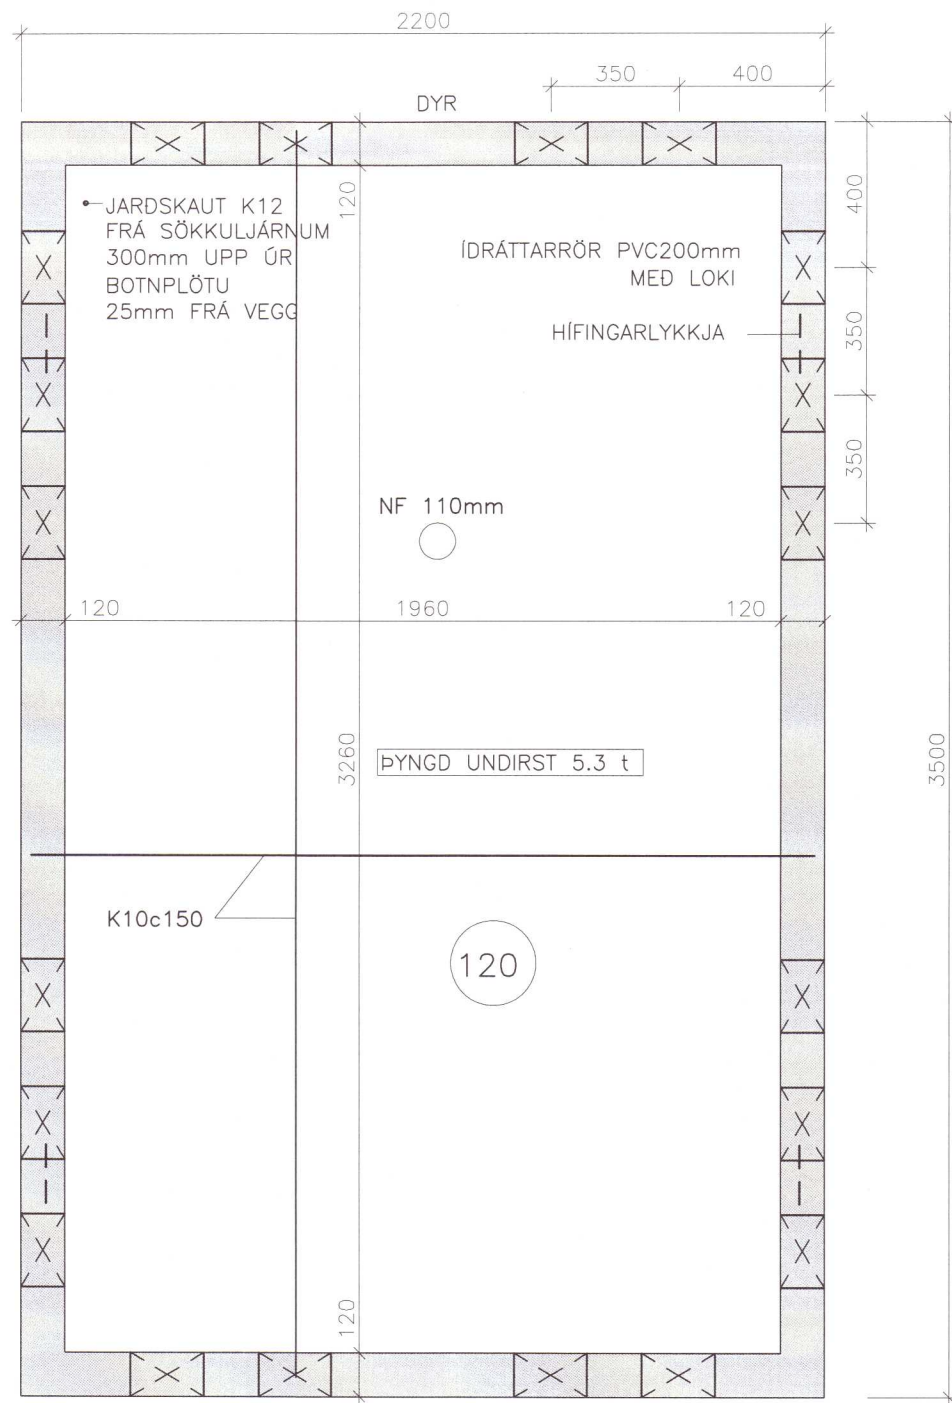 2200
350
400
DYR
120
400
JARÐSKAUT K12
FRÁ SÖKKULJÁRNUM
300mm UPP ÚR
BOTNPLÖTU
25mm FRÁ VEGG
ÍDRÁTTARRÖR PVC200mm
MEÐ LOKI
HÍFINGARLYKKJA
350
350
NF 110mm
120
1960
120
3260
ÞYNGD UNDIRST 5.3 t
3500
K10c150
120
120